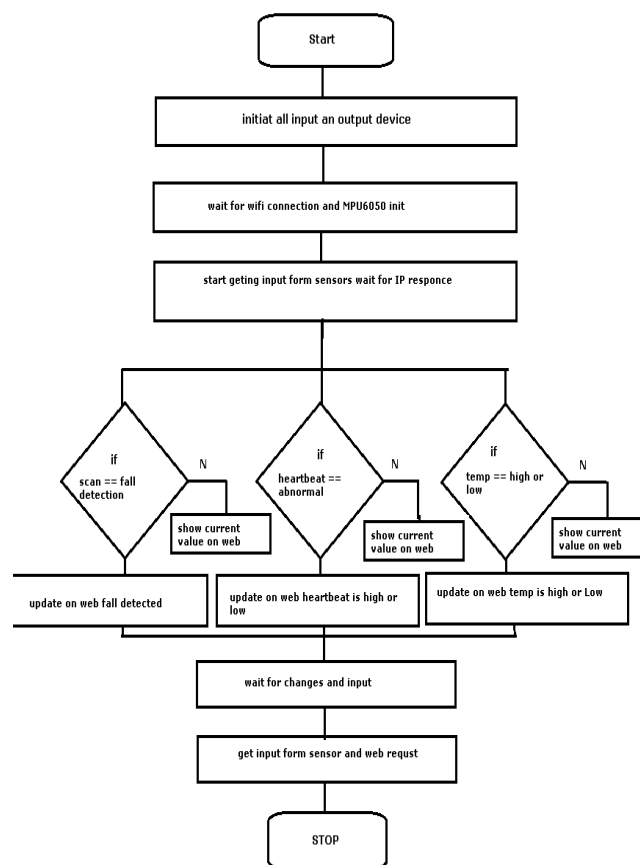 Start
initiat all input an output device
wait for wifi connection and MPU6050 init
start geting input form sensors wait for IP responce
if
scan == fall
detection
N
show current
value on web
if
heartbeat ==
abnormal
N
show current
value on web
if
temp == high or
low
N
show current
value on web
update on web fall detected
update on web heartbeat is high or
low
update on web temp is high or Low
wait for changes and input
get input form sensor and web requst
STOP